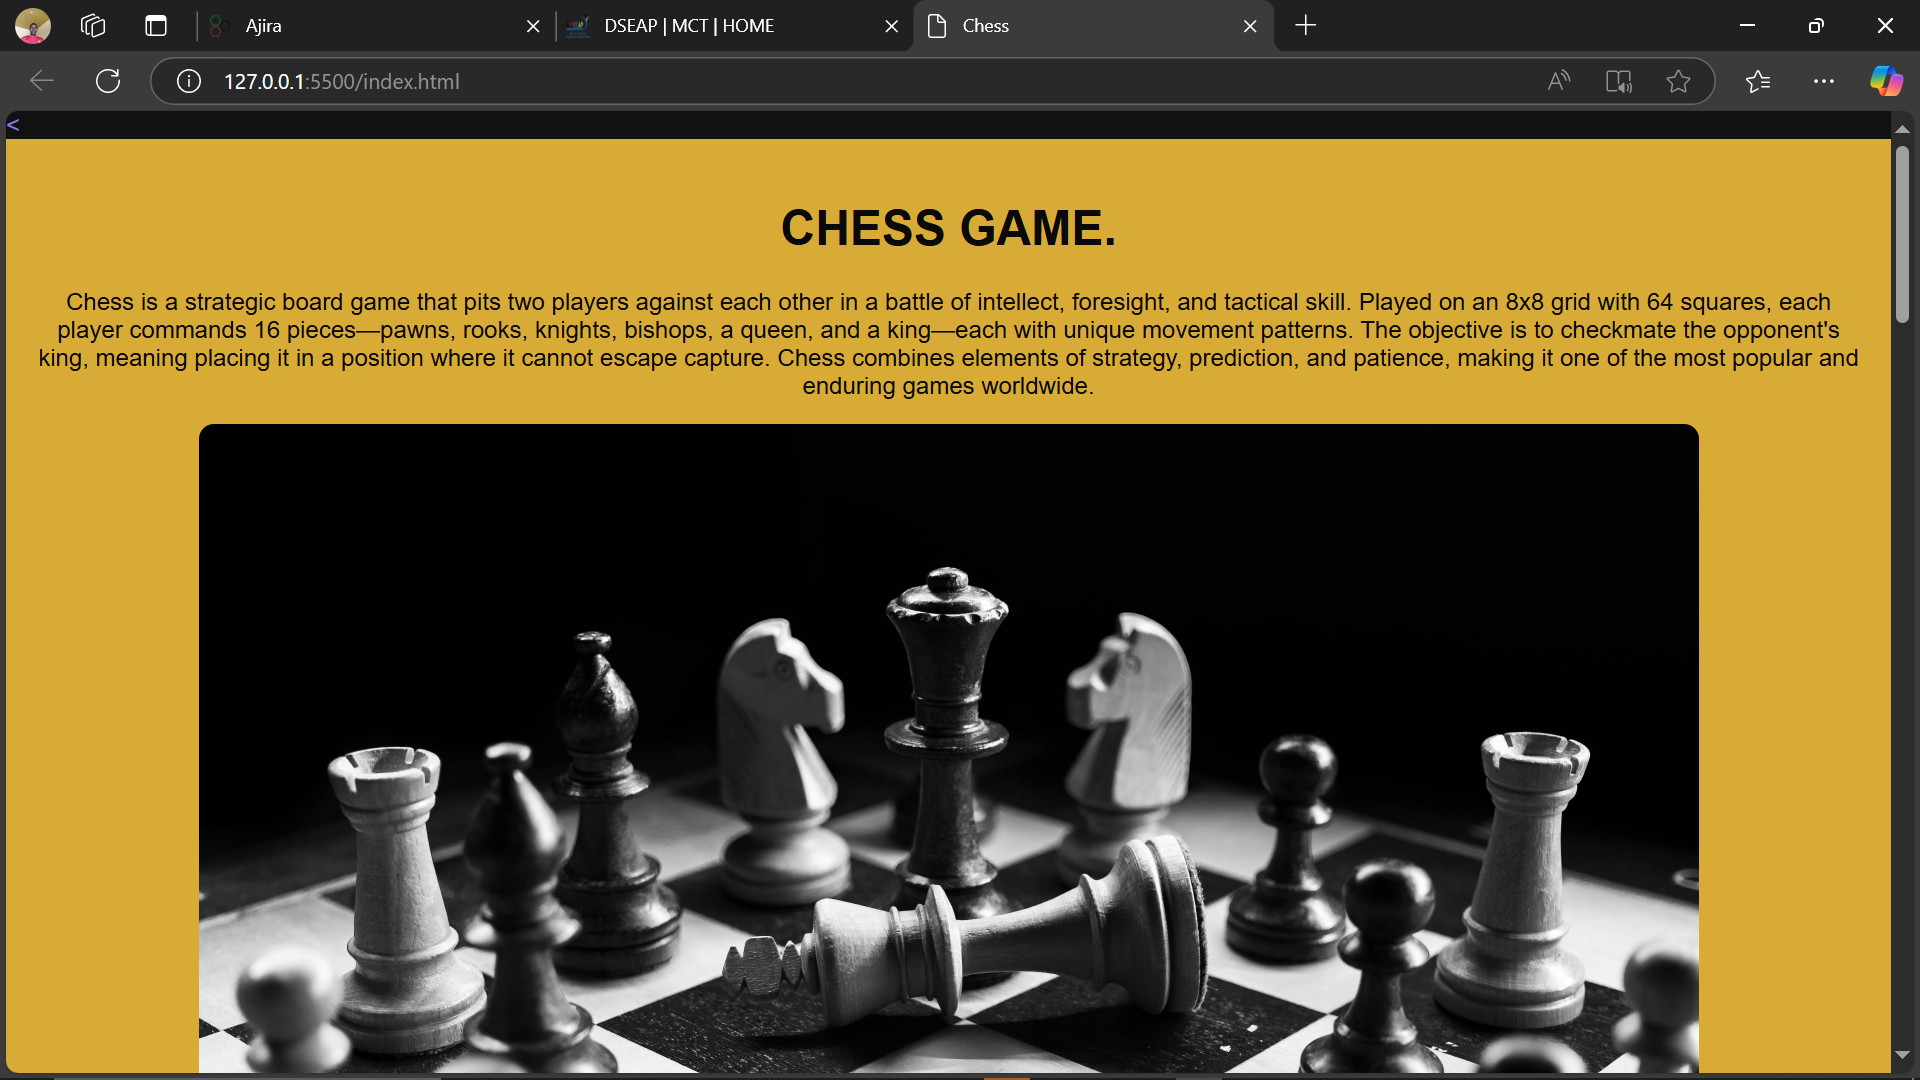 Ajira
DSEAP | MCT | HOME
Chess
127.0.0.1:5500/index.html
<
CHESS GAME.
Chess is a strategic board game that pits two players against each other in a battle of intellect, foresight, and tactical skill. Played on an 8x8 grid with 64 squares, each
player commands 16 pieces—pawns, rooks, knights, bishops, a queen, and a king—each with unique movement patterns. The objective is to checkmate the opponent's
king, meaning placing it in a position where it cannot escape capture. Chess combines elements of strategy, prediction, and patience, making it one of the most popular and
enduring games worldwide.